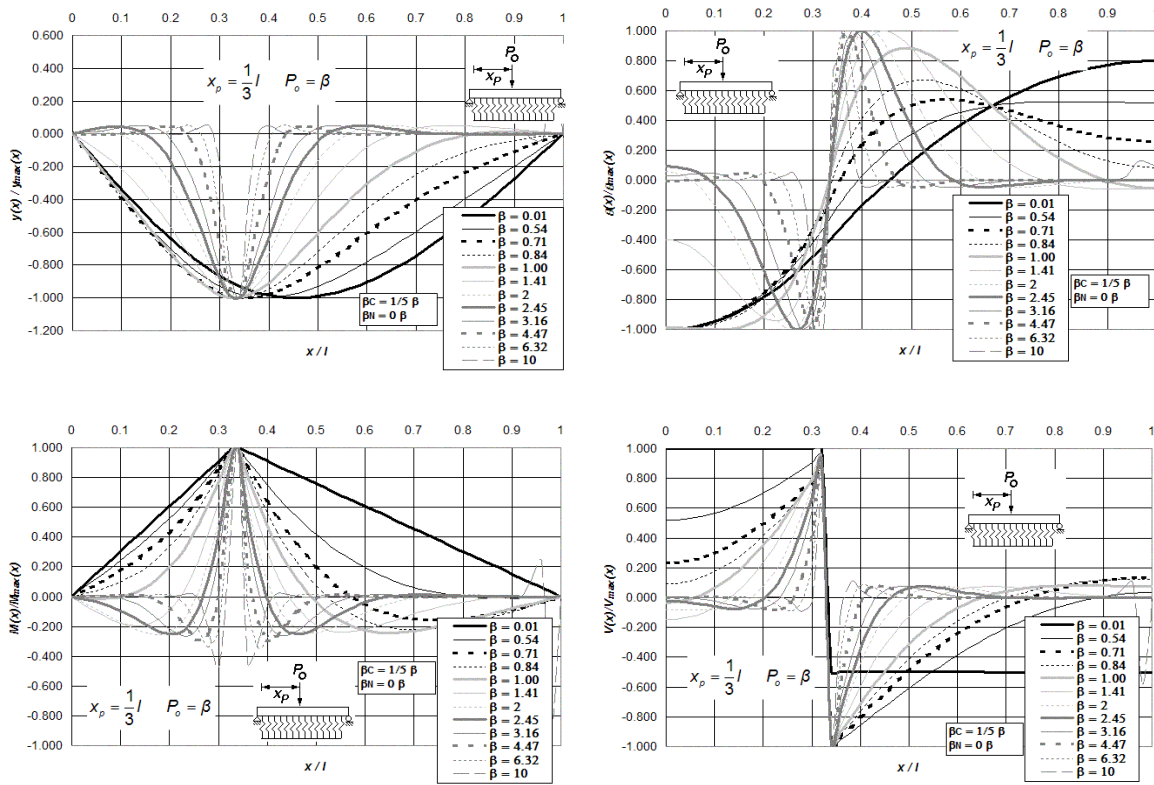 0 0.1 0.2 0.3 0.4 0.5 0.6 0.7 0.8 0.9 1
0.600
0.400
0.200
0.000
-0.200
-0.400
-0.600
-0.800
-1.000
-1.200
y(x) / ymax(x)
x_p = 1/3 l P_o = β
P_o
x_P
βC = 1/5 β
βN = 0 β
β = 0.01
β = 0.54
β = 0.71
β = 0.84
β = 1.00
β = 1.41
β = 2
β = 2.45
β = 3.16
β = 4.47
β = 6.32
β = 10
x / l
0 0.1 0.2 0.3 0.4 0.5 0.6 0.7 0.8 0.9 1
1.000
0.800
0.600
0.400
0.200
0.000
-0.200
-0.400
-0.600
-0.800
-1.000
P_o
x_P
x_p = 1/3 l P_o = β
βC = 1/5 β
βN = 0 β
β = 0.01
β = 0.54
β = 0.71
β = 0.84
β = 1.00
β = 1.41
β = 2
β = 2.45
β = 3.16
β = 4.47
β = 6.32
β = 10
x / l
0 0.1 0.2 0.3 0.4 0.5 0.6 0.7 0.8 0.9 1
1.000
0.800
0.600
0.400
0.200
0.000
-0.200
-0.400
-0.600
-0.800
-1.000
M(x)/Mmax(x)
x_p = 1/3 l P_o = β
P_o
x_P
βC = 1/5 β
βN = 0 β
β = 0.01
β = 0.54
β = 0.71
β = 0.84
β = 1.00
β = 1.41
β = 2
β = 2.45
β = 3.16
β = 4.47
β = 6.32
β = 10
x / l
0 0.1 0.2 0.3 0.4 0.5 0.6 0.7 0.8 0.9 1
1.000
0.800
0.600
0.400
0.200
0.000
-0.200
-0.400
-0.600
-0.800
-1.000
V(x)/Vmax(x)
P_o
x_P
x_p = 1/3 l P_o = β
βC = 1/5 β
βN = 0 β
β = 0.01
β = 0.54
β = 0.71
β = 0.84
β = 1.00
β = 1.41
β = 2
β = 2.45
β = 3.16
β = 4.47
β = 6.32
β = 10
x / l